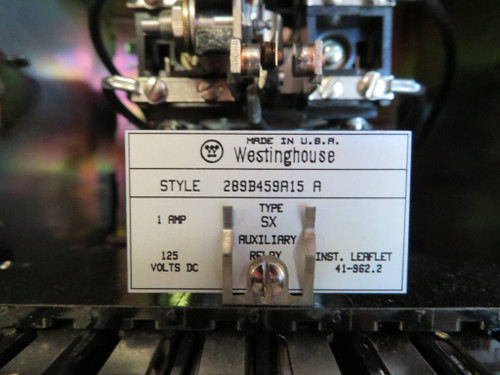 MADE IN U.S.A.
Westinghouse
STYLE 289B459A15 A
1 AMP
TYPE
SX
AUXILIARY
RELAY
125
VOLTS DC
INST. LEAFLET
41-962.2